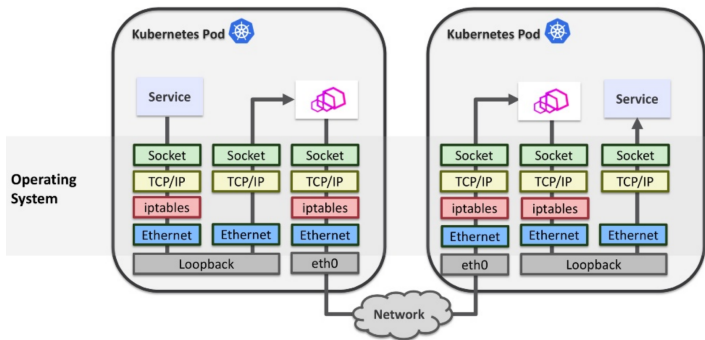 Kubernetes Pod
Kubernetes Pod
Service
Service
Operating
System
Socket Socket Socket Socket Socket Socket
TCP/IP TCP/IP TCP/IP TCP/IP TCP/IP TCP/IP
iptables iptables iptables iptables
Ethernet Ethernet Ethernet Ethernet Ethernet Ethernet
Loopback eth0 eth0 Loopback
Network